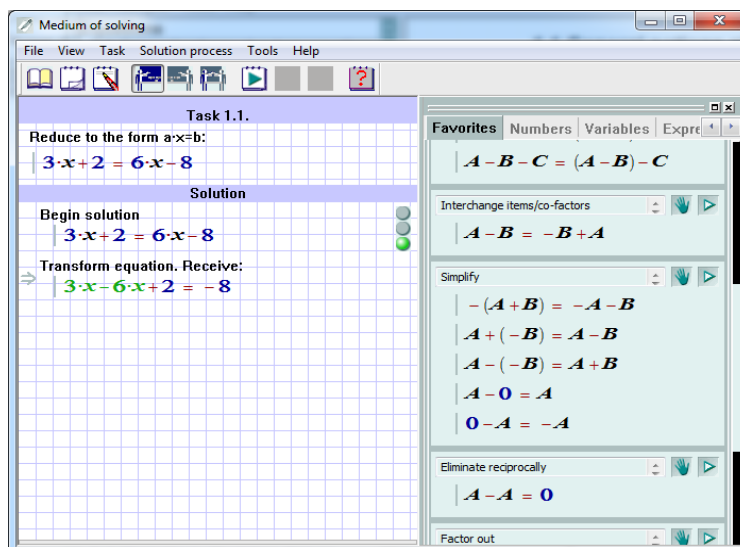 Medium of solving
File View Task Solution process Tools Help
Task 1.1.
Reduce to the form a·x=b:
3·x+2 = 6·x−8
Solution
Begin solution
3·x+2 = 6·x−8
Transform equation. Receive:
3·x−6·x+2 = −8
Favorites Numbers Variables Expre
A−B−C = (A−B)−C
Interchange items/co-factors
A−B = −B+A
Simplify
−(A+B) = −A−B
A+(−B) = A−B
A−(−B) = A+B
A−0 = A
0−A = −A
Eliminate reciprocally
A−A = 0
Factor out